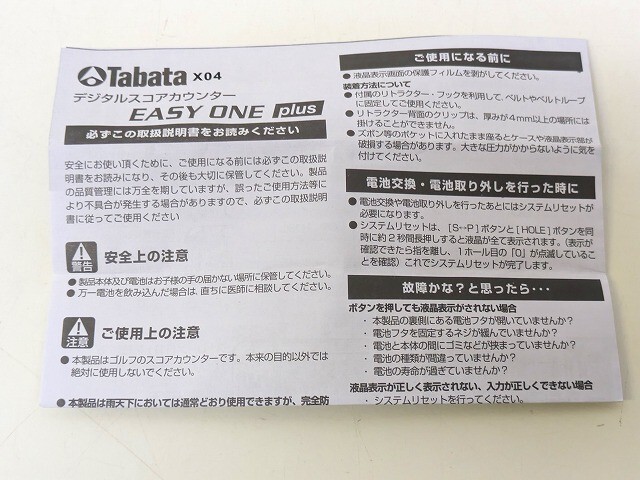 Tabata X04
デジタルスコアカウンター
EASY ONE plus
必ずこの取扱説明書をお読みください
安全にお使い頂くために、ご使用になる前には必ずこの取扱説
明書をお読みになり、その後も大切に保管してください。製品
の品質管理には万全を期していますが、誤ったご使用方法等に
より不具合が発生する場合がありますので、必ずこの取扱説明
書に従ってご使用ください
警告
安全上の注意
● 製品本体及び電池はお子様の手の届かない場所に保管してください。
● 万一電池を飲み込んだ場合は、直ちに医師に相談してください。
注意
ご使用上の注意
● 本製品はゴルフのスコアカウンターです。本来の目的以外では
絶対に使用しないでください。
● 本製品は雨天下においては通常どおり使用できますが、完全防
ご使用になる前に
● 液晶表示画面の保護フィルムを剥がしてください。
装着方法について
● 付属のリトラクター・フックを利用して、ベルトやベルトループ
に固定してご使用ください。
● リトラクター背面のクリップは、厚みが4mm以上の場所には
掛けることができません。
● ズボン等のポケットに入れたまま座るとケースや液晶表示部が
破損する場合があります。大きな圧力がかからないように気を
付けてください。
電池交換・電池取り外しを行った時に
● 電池交換や電池取り外しを行ったあとにはシステムリセットが
必要になります。
● システムリセットは、[S↔P]ボタンと[HOLE]ボタンを同
時に約2秒間長押しすると液晶が全て表示されます。(表示が
確認できたら指を離し、1ホール目の「0」が点滅していること
を確認)これでシステムリセットが完了します。
故障かな?と思ったら・・・
ボタンを押しても液晶表示がされない場合
・本製品の裏側にある電池フタが開いていませんか?
・電池フタを固定するネジが緩んでいませんか?
・電池と本体の間にゴミなどが挟まっていませんか?
・電池の種類が間違っていませんか?
・電池の寿命が過ぎていませんか?
液晶表示が正しく表示されない、入力が正しくできない場合
・システムリセットを行ってください。